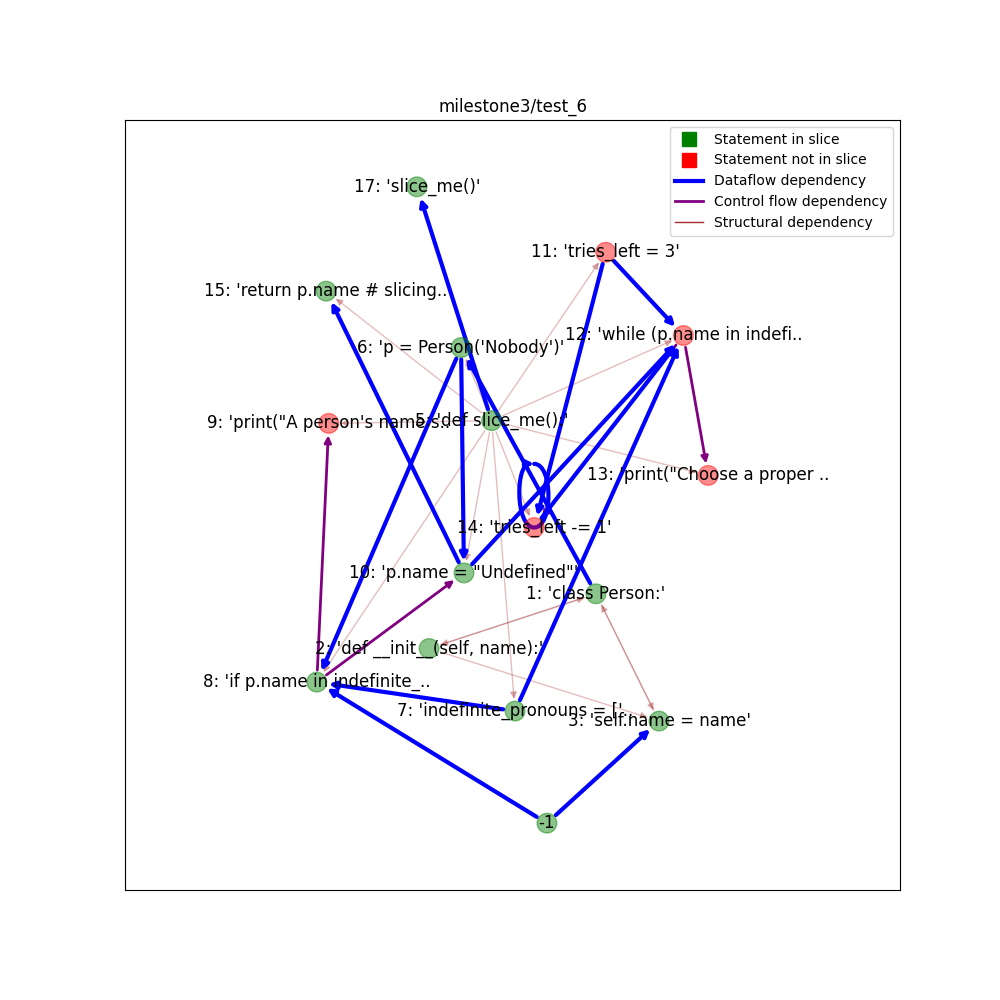 milestone3/test_6
Statement in slice
Statement not in slice
Dataflow dependency
Control flow dependency
Structural dependency
17: 'slice_me()'
11: 'tries_left = 3'
15: 'return p.name # slicing..
12: 'while (p.name in indefi..
6: 'p = Person('Nobody')'
9: 'print("A person's name's..
5: 'def slice_me():'
13: 'print("Choose a proper ..
14: 'tries_left -= 1'
10: 'p.name = "Undefined"'
1: 'class Person:'
2: 'def __init__(self, name):'
8: 'if p.name in indefinite_..
7: 'indefinite_pronouns = ['..
3: 'self.name = name'
-1